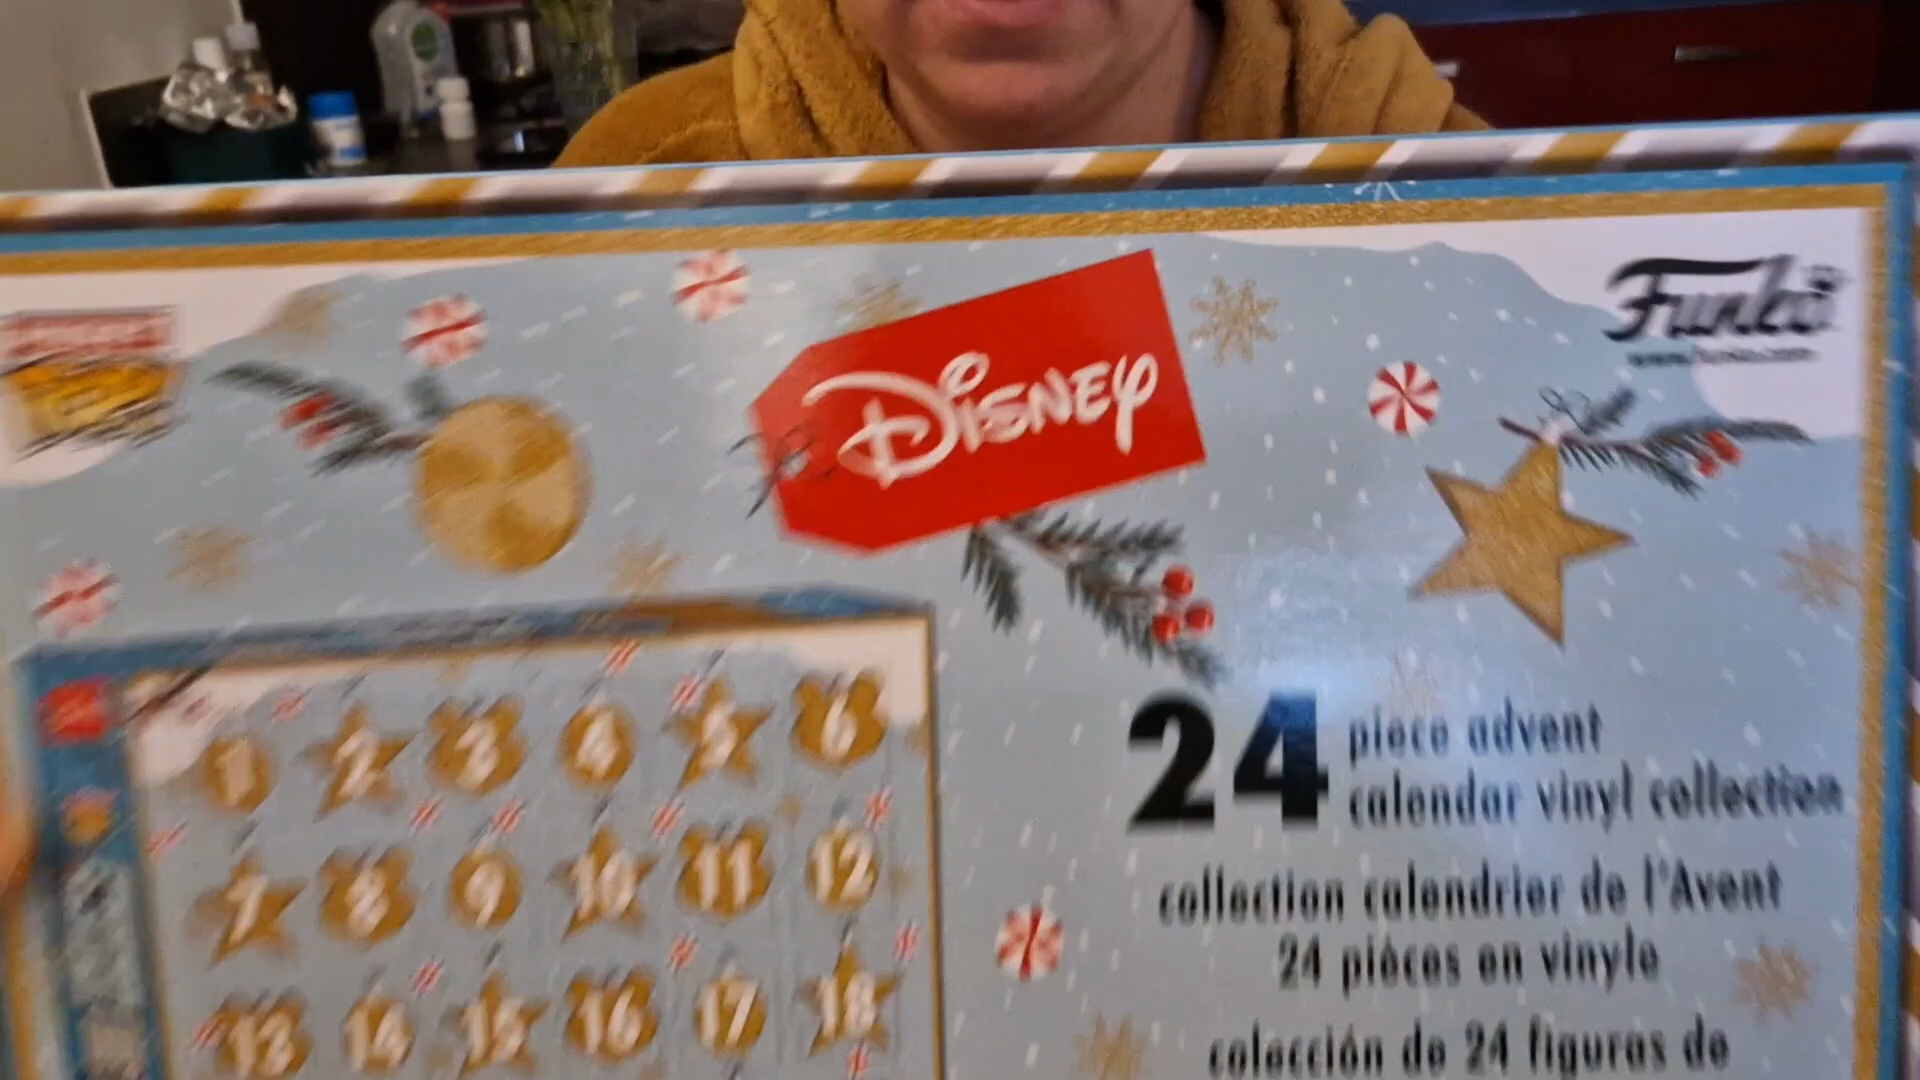 Funko
DISNEY
24 piece advent
calendar vinyl collection
collection calendrier de l'Avent
24 pièces en vinyle
colección de 24 figuras de
1 2 3 4 5 6
7 8 9 10 11 12
13 14 15 16 17 18